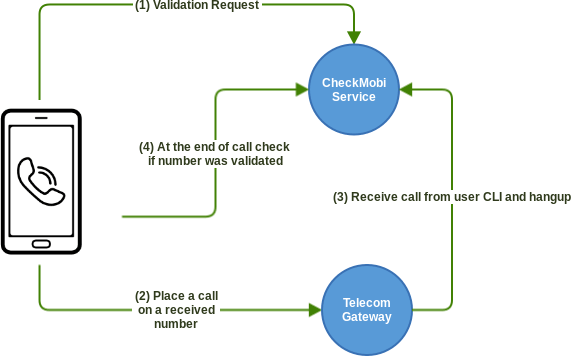 (1) Validation Request
CheckMobi
Service
(4) At the end of call check
if number was validated
(3) Receive call from user CLI and hangup
(2) Place a call
on a received
number
Telecom
Gateway